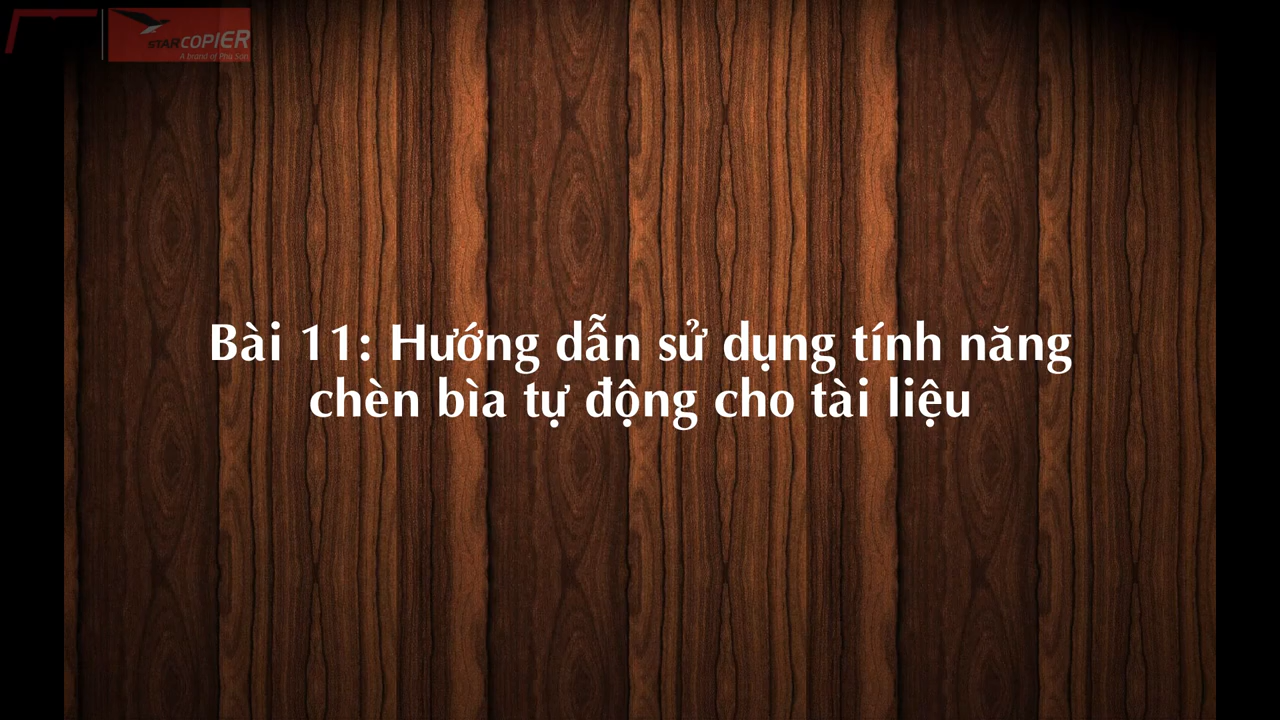 STARCOPIER
A brand of Phu Son
Bài 11: Hướng dẫn sử dụng tính năng
chèn bìa tự động cho tài liệu